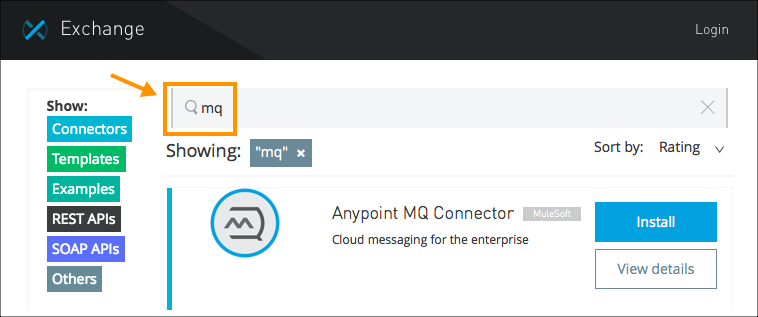 Exchange
Login
Show:
Connectors
Templates
Examples
REST APIs
SOAP APIs
Others
mq
Showing: "mq" ×
Sort by: Rating
Anypoint MQ Connector MuleSoft
Cloud messaging for the enterprise
Install
View details